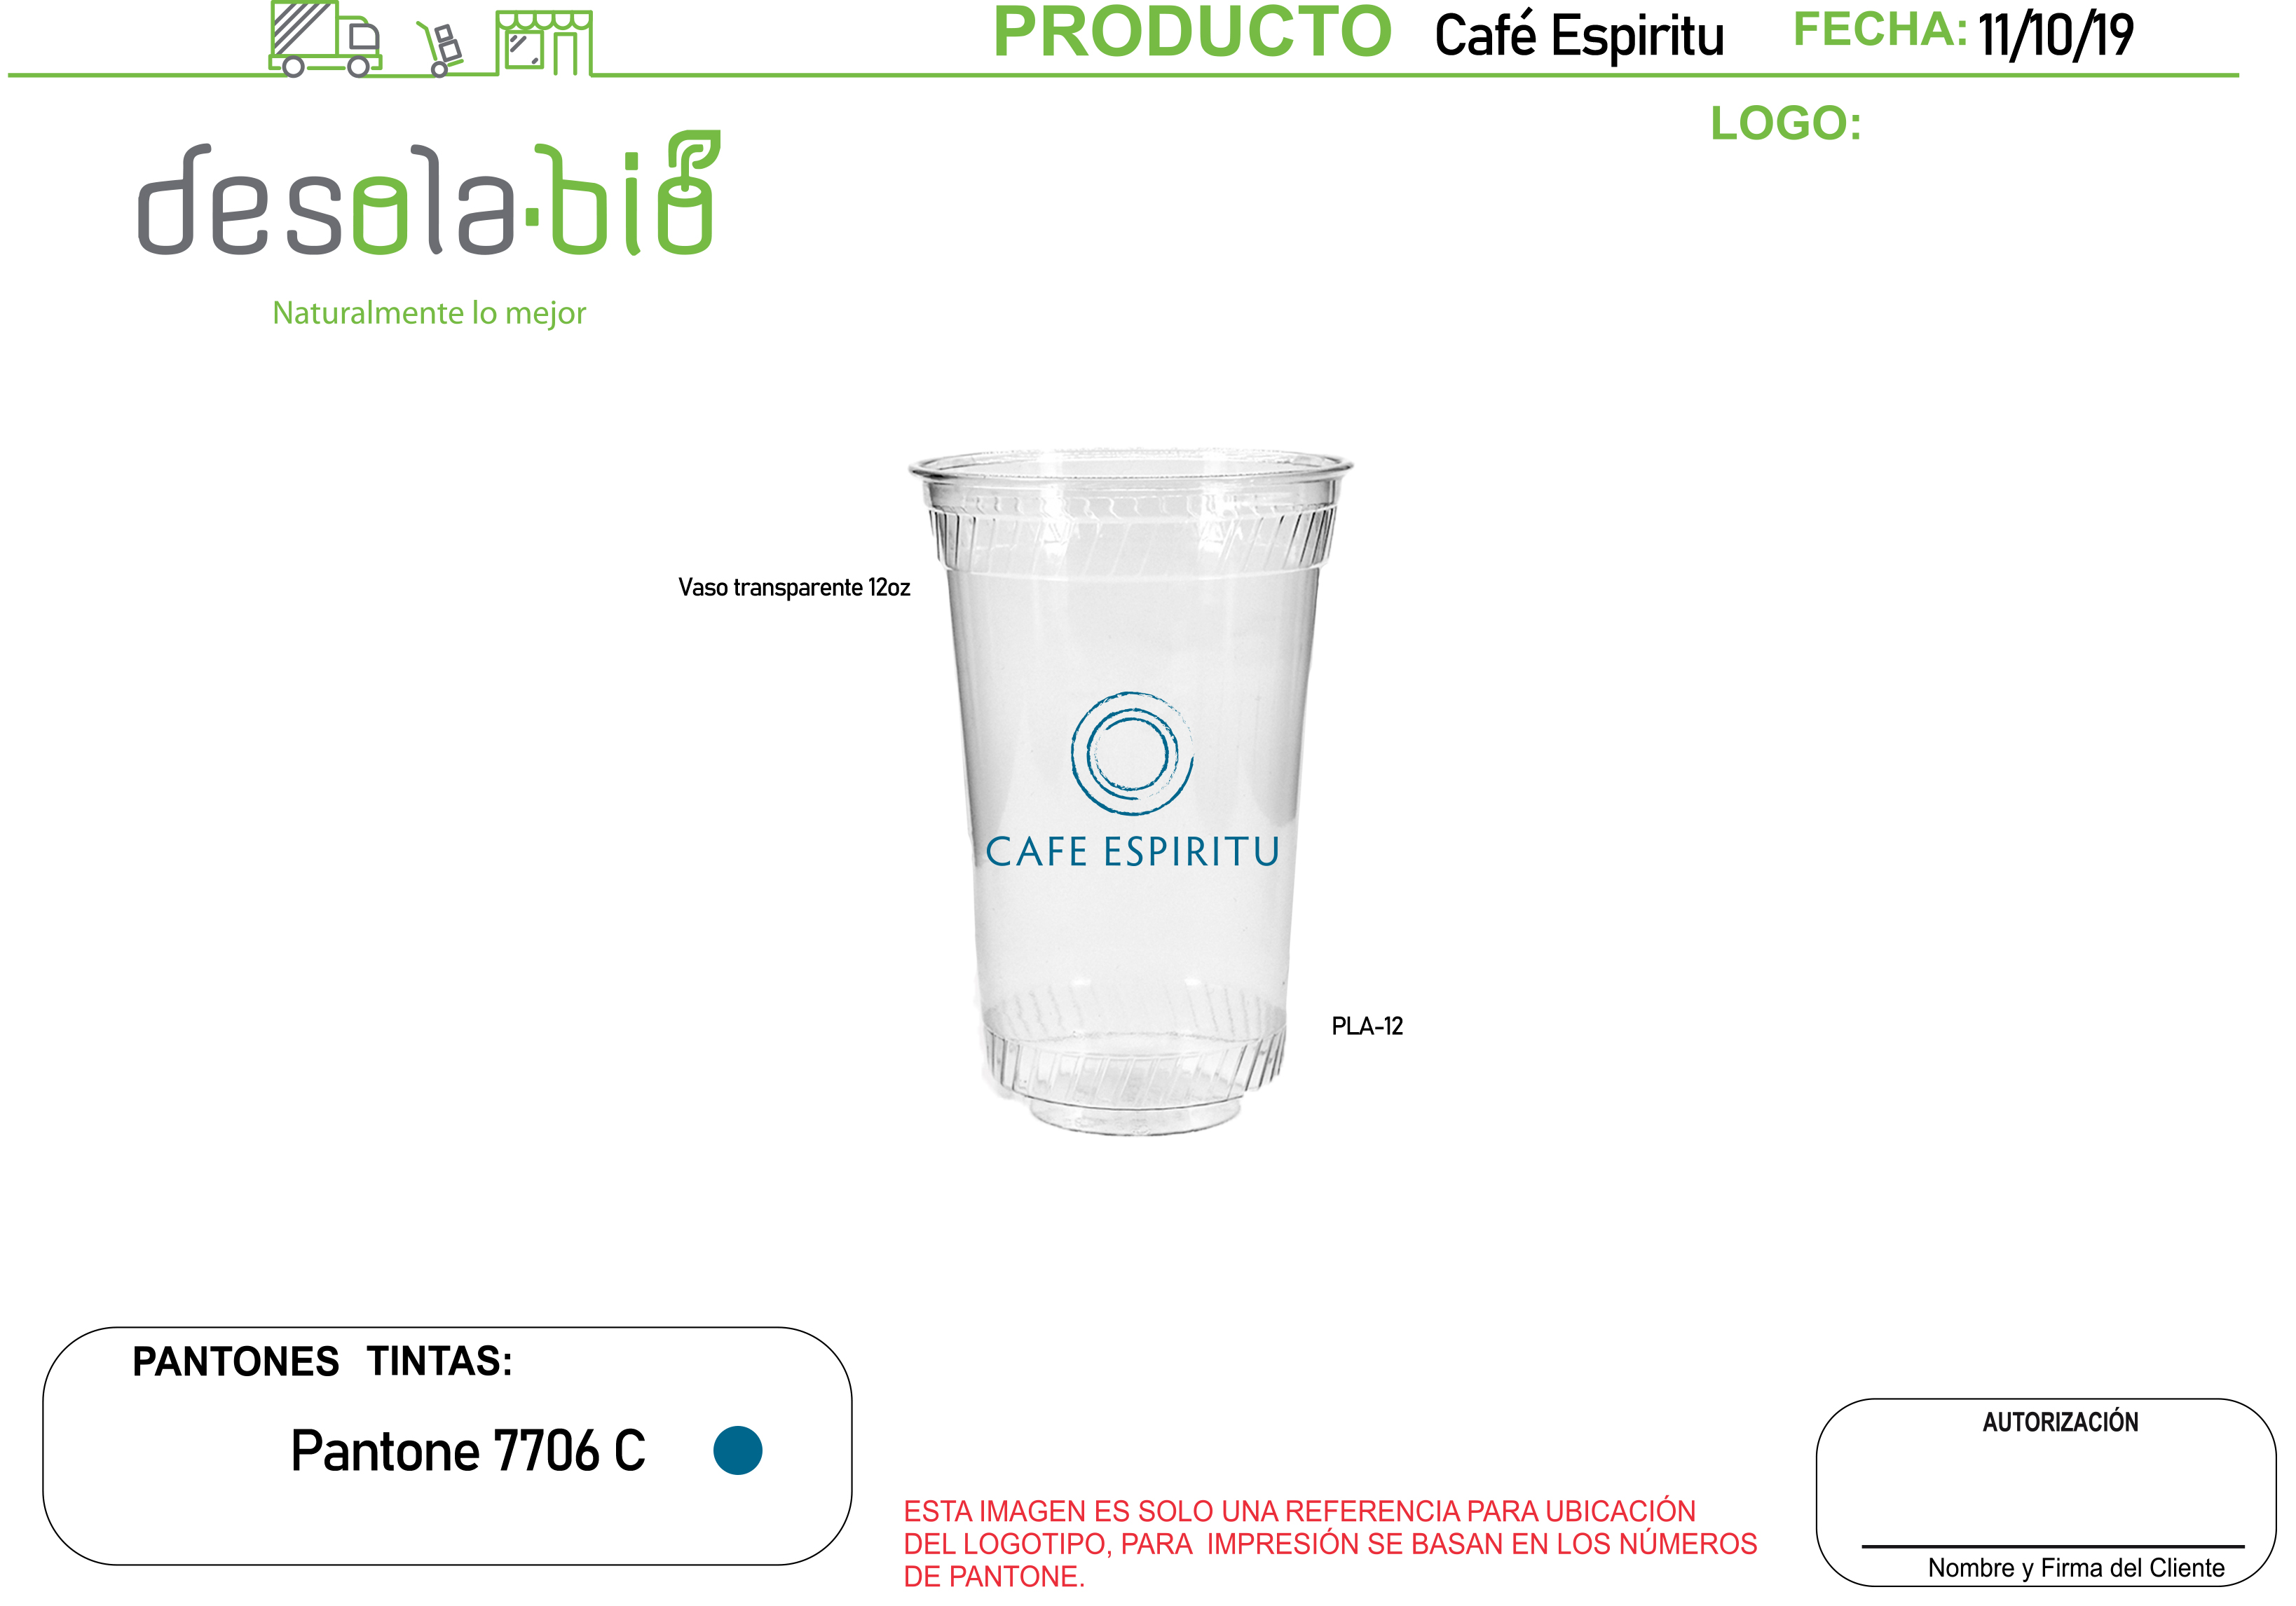 PRODUCTO Café Espiritu FECHA: 11/10/19
LOGO:
desola·bio
Naturalmente lo mejor
Vaso transparente 12oz
CAFE ESPIRITU
PLA-12
PANTONES TINTAS:
Pantone 7706 C
ESTA IMAGEN ES SOLO UNA REFERENCIA PARA UBICACIÓN
DEL LOGOTIPO, PARA IMPRESIÓN SE BASAN EN LOS NÚMEROS
DE PANTONE.
AUTORIZACIÓN
Nombre y Firma del Cliente